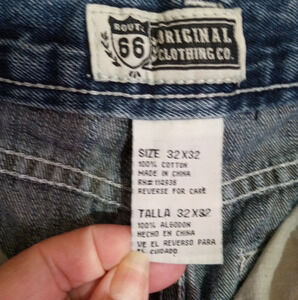 ROUTE
66
ORIGINAL
CLOTHING CO.
SIZE 32X32
100% COTTON
MADE IN CHINA
RN# 110938
REVERSE FOR CARE
TALLA 32X32
100% ALGODON
HECHO EN CHINA
VE EL REVERSO PARA
EL CUIDADO